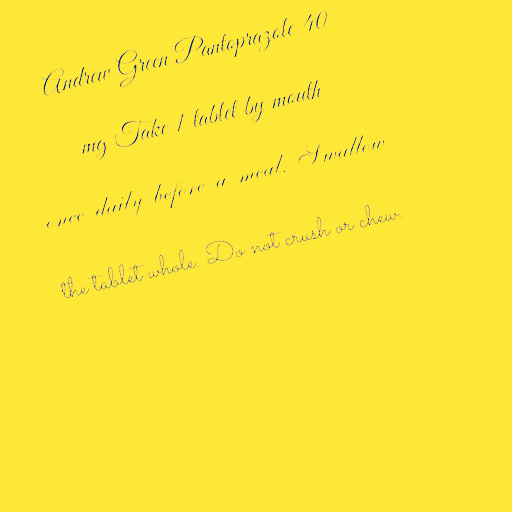 Andrew Green Pantoprazole 40
mg Take 1 tablet by mouth
once daily before a meal. Swallow
the tablet whole. Do not crush or chew.